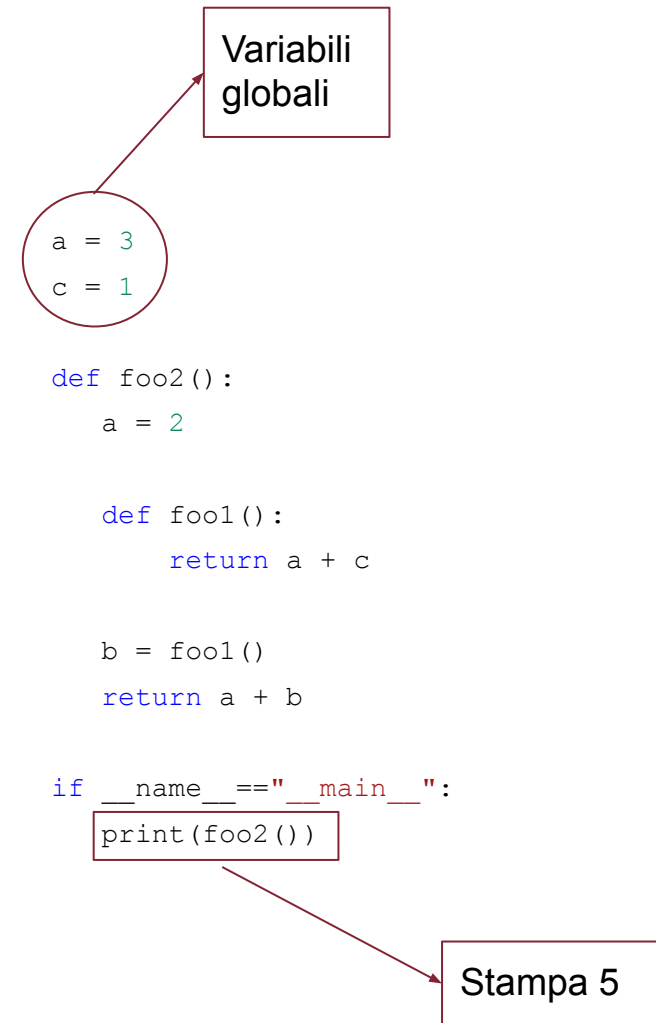 Variabili
globali
a = 3
c = 1
def foo2():
   a = 2
   def foo1():
       return a + c
   b = foo1()
   return a + b
if __name__=="__main__":
   print(foo2())
Stampa 5